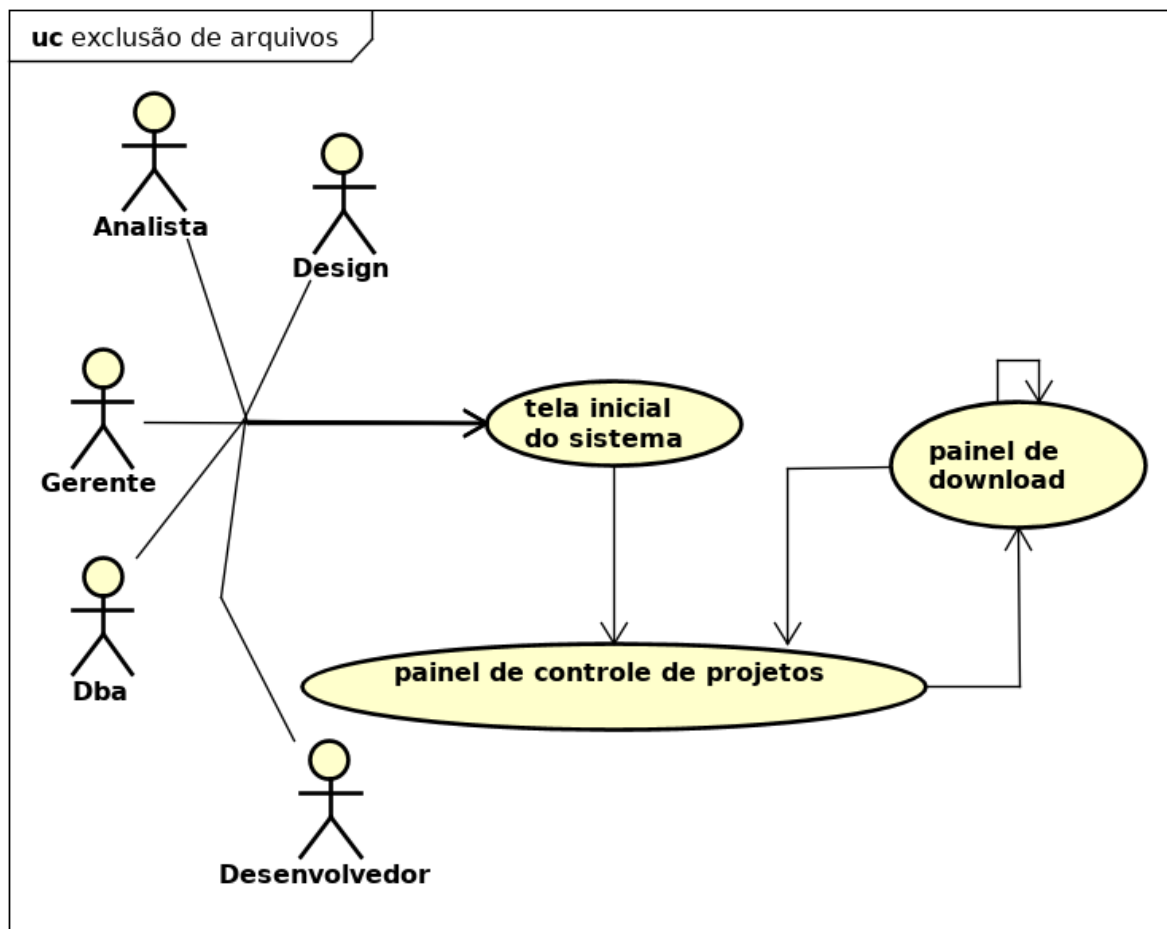 uc exclusão de arquivos
Analista
Design
Gerente
tela inicial
do sistema
painel de
download
Dba
painel de controle de projetos
Desenvolvedor